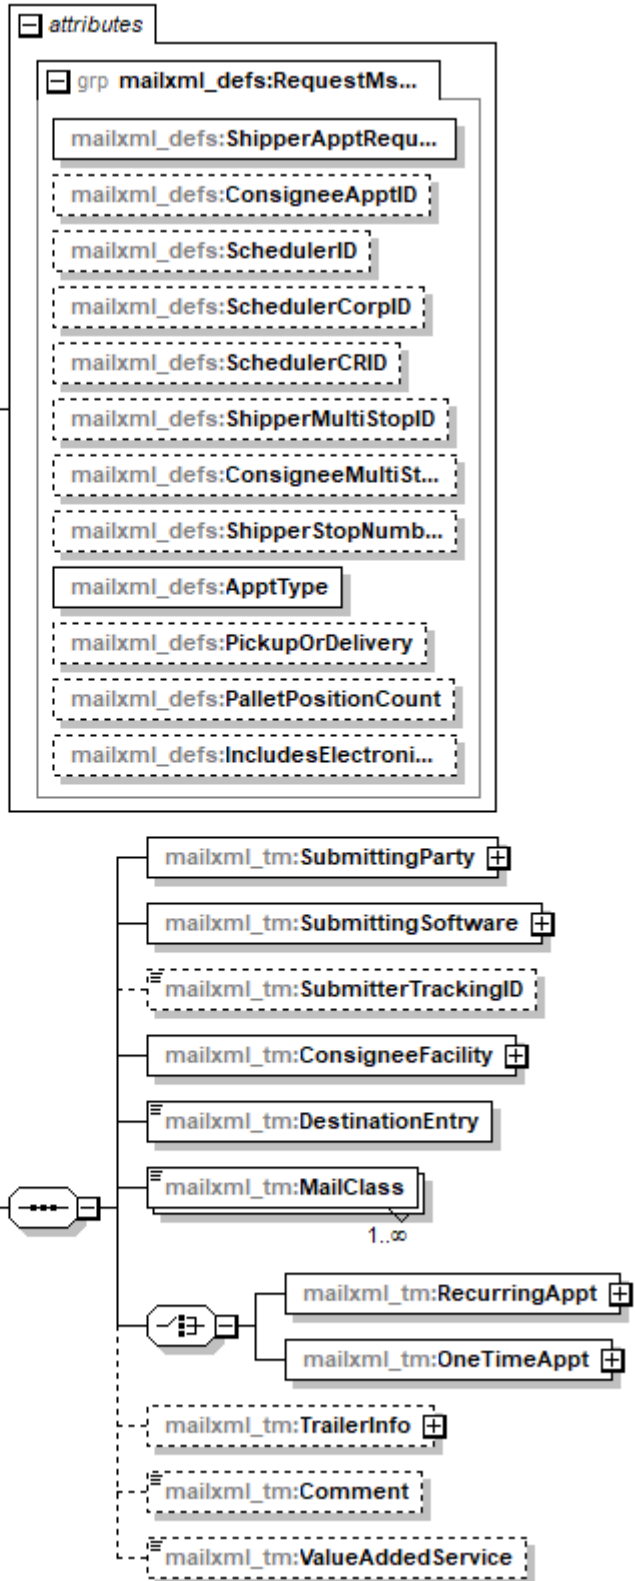 attributes
grp mailxml_defs:RequestMs...
mailxml_defs:ShipperApptRequ...
mailxml_defs:ConsigneeApptID
mailxml_defs:SchedulerID
mailxml_defs:SchedulerCorpID
mailxml_defs:SchedulerCRID
mailxml_defs:ShipperMultiStopID
mailxml_defs:ConsigneeMultiSt...
mailxml_defs:ShipperStopNumb...
mailxml_defs:ApptType
mailxml_defs:PickupOrDelivery
mailxml_defs:PalletPositionCount
mailxml_defs:IncludesElectroni...
mailxml_tm:SubmittingParty
mailxml_tm:SubmittingSoftware
mailxml_tm:SubmitterTrackingID
mailxml_tm:ConsigneeFacility
mailxml_tm:DestinationEntry
mailxml_tm:MailClass
1..∞
mailxml_tm:RecurringAppt
mailxml_tm:OneTimeAppt
mailxml_tm:TrailerInfo
mailxml_tm:Comment
mailxml_tm:ValueAddedService